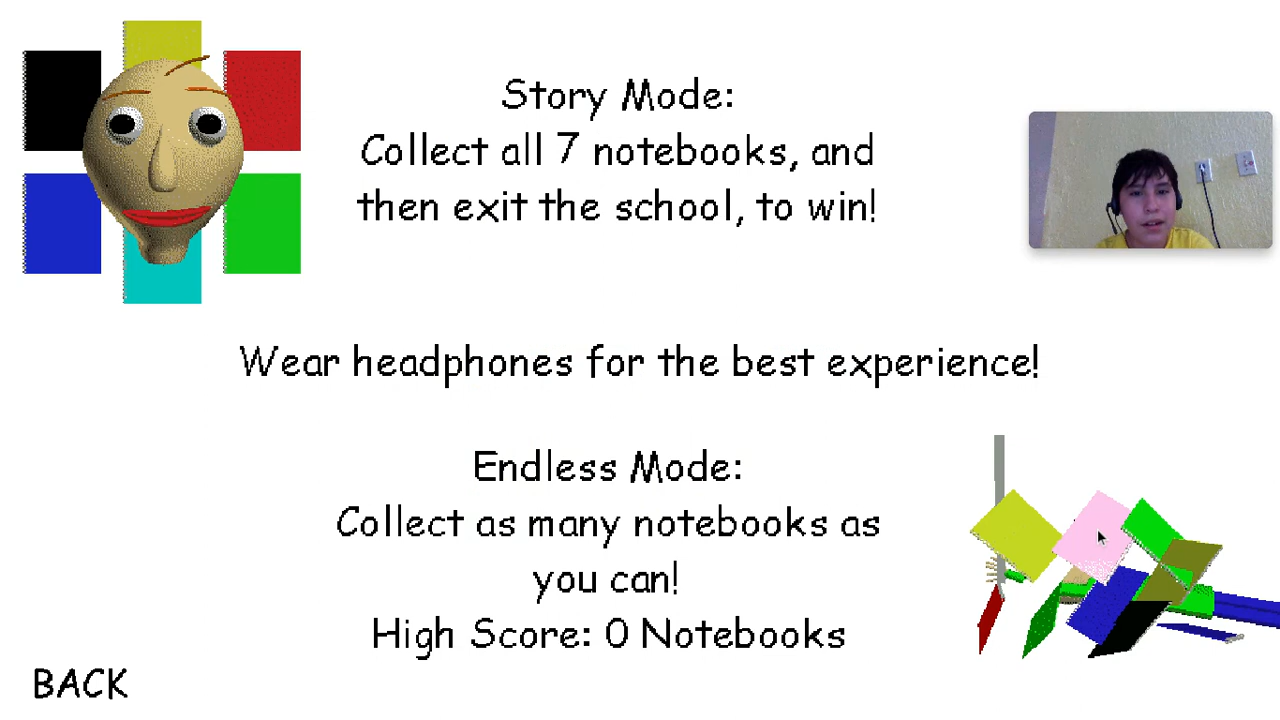 Story Mode:
Collect all 7 notebooks, and
then exit the school, to win!
Wear headphones for the best experience!
Endless Mode:
Collect as many notebooks as
you can!
High Score: 0 Notebooks
BACK